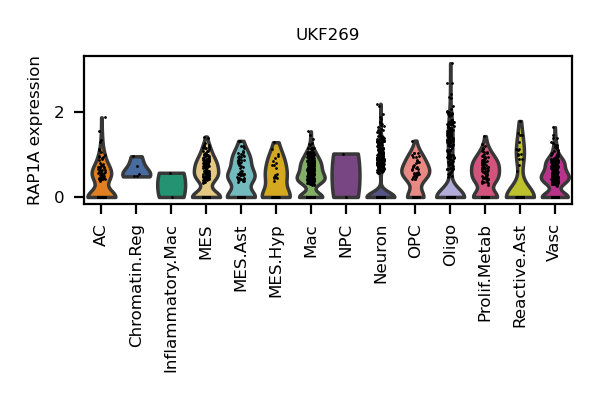 UKF269
RAP1A expression
2
0
AC
Chromatin.Reg
Inflammatory.Mac
MES
MES.Ast
MES.Hyp
Mac
NPC
Neuron
OPC
Oligo
Prolif.Metab
Reactive.Ast
Vasc